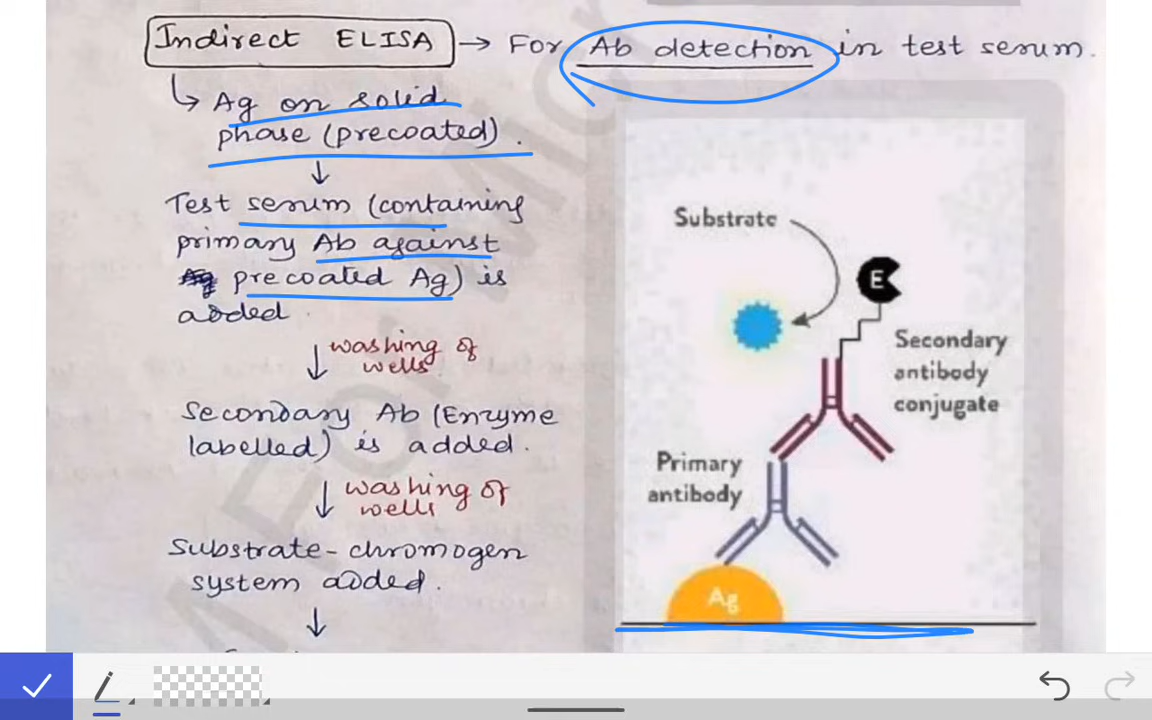 Indirect ELISA → For Ab detection in test serum.
↳ Ag on solid
phase (precoated).
↓
Test serum (containing
primary Ab against
precoated Ag) is
added.
↓ washing of
wells
Secondary Ab (Enzyme
labelled) is added.
↓ washing of
wells
Substrate-chromogen
system added.
↓
Substrate
E
Secondary
antibody
conjugate
Primary
antibody
Ag